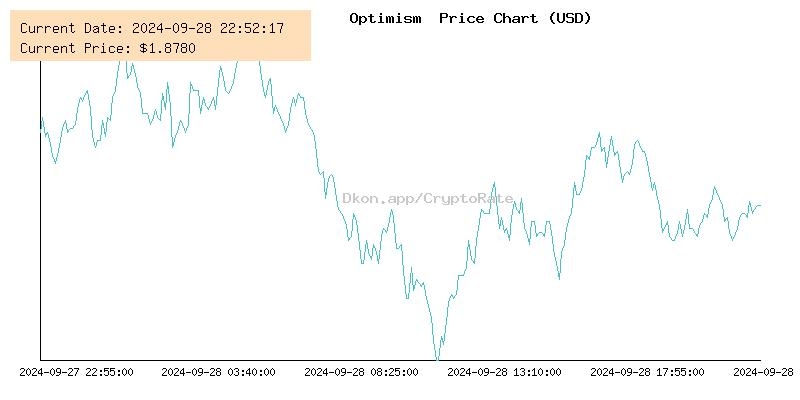 Optimism  Price Chart (USD)
Current Date: 2024-09-28 22:52:17
Current Price: $1.8780
Dkon.app/CryptoRate
2024-09-27 22:55:00 2024-09-28 03:40:00 2024-09-28 08:25:00 2024-09-28 13:10:00 2024-09-28 17:55:00 2024-09-28